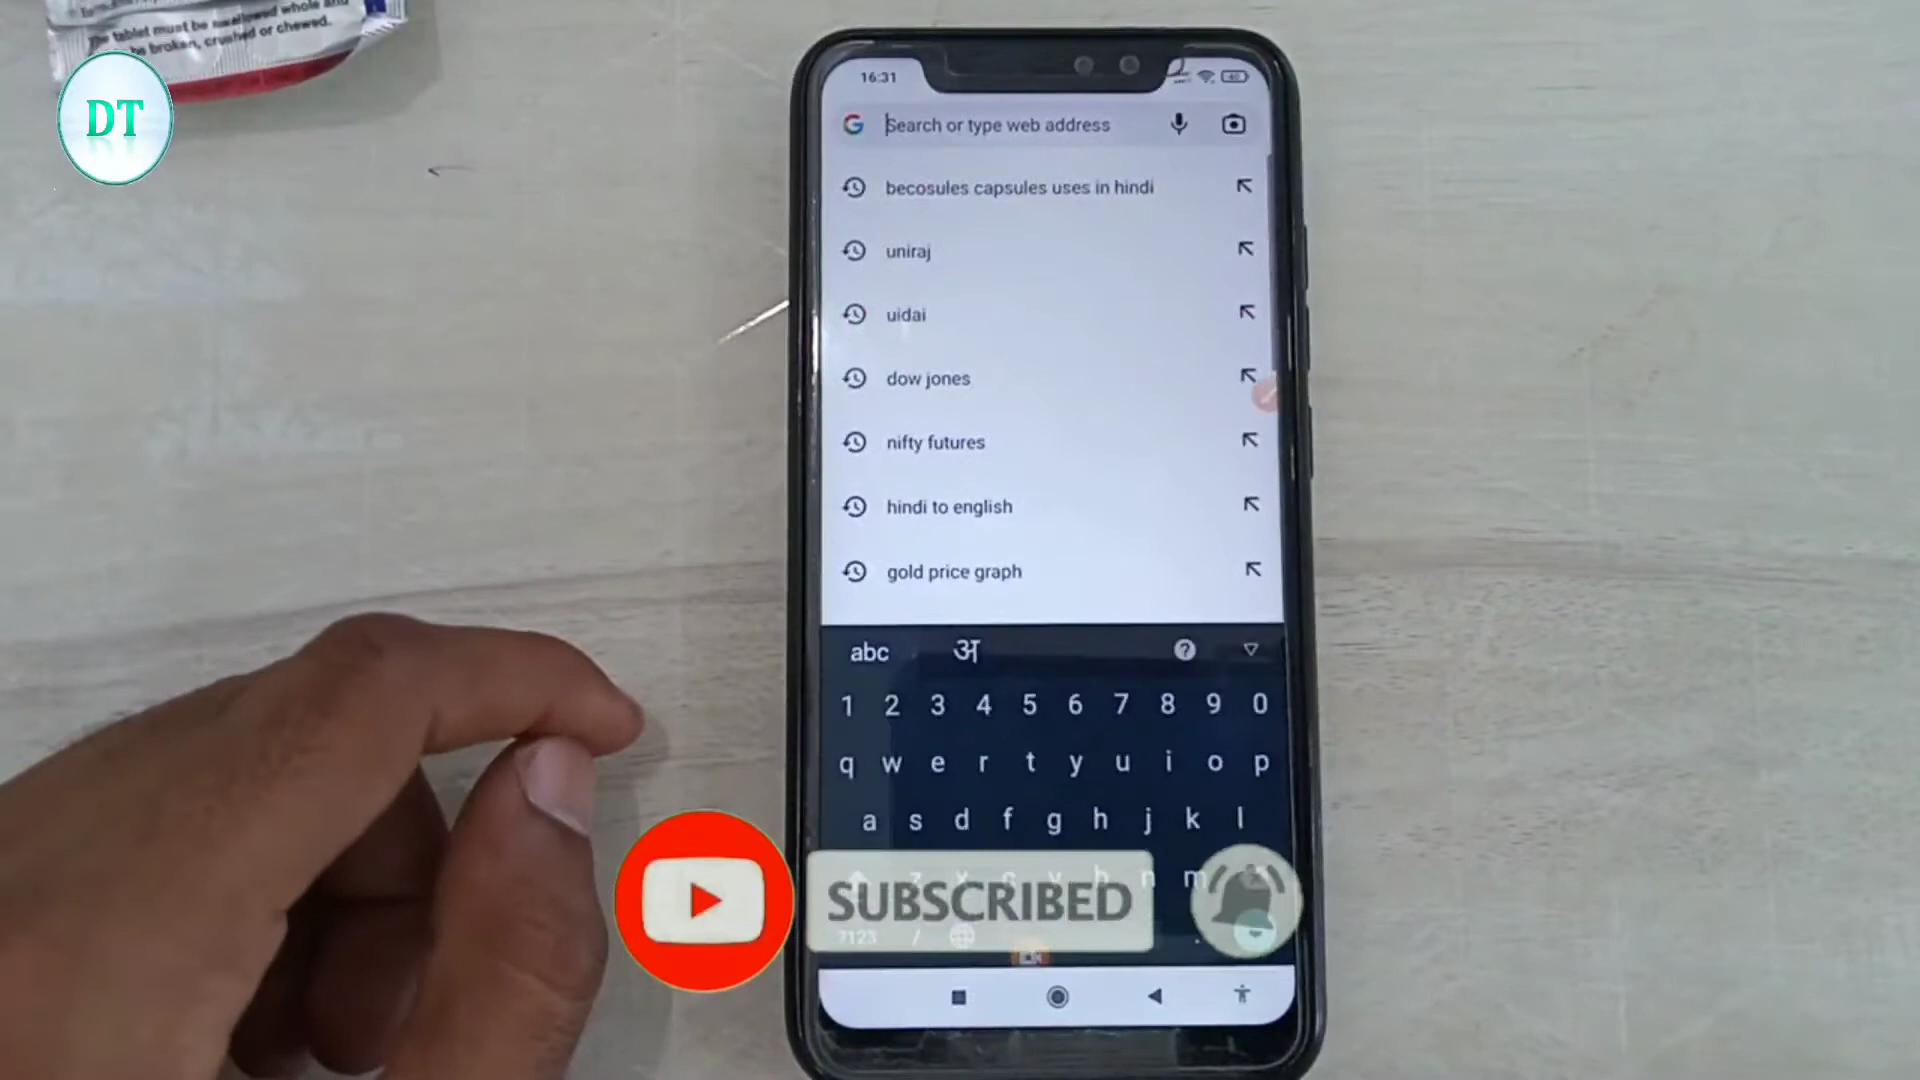 The tablet must be swallowed whole and
be broken, crushed or chewed.
DT
16:31
Search or type web address
becosules capsules uses in hindi
uniraj
uidai
dow jones
nifty futures
hindi to english
gold price graph
abc अ
1 2 3 4 5 6 7 8 9 0
q w e r t y u i o p
a s d f g h j k l
z x c v b n m
SUBSCRIBED
?123 / .